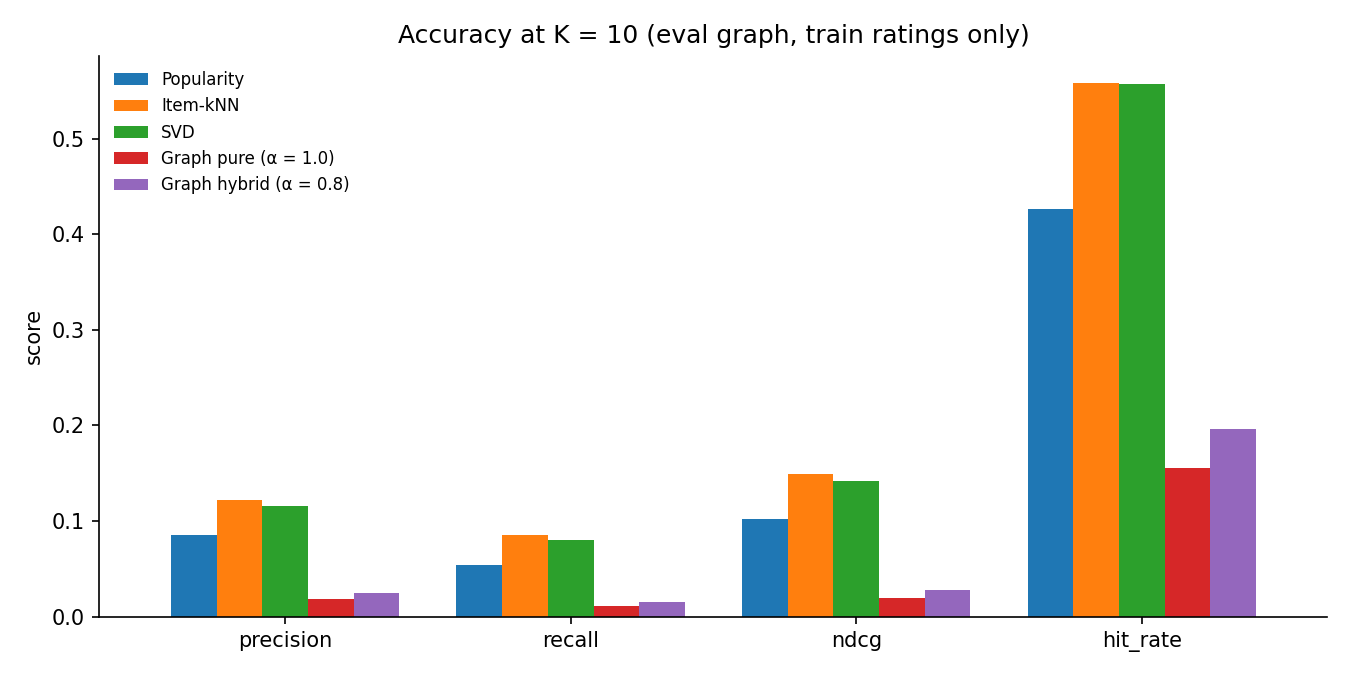 Accuracy at K = 10 (eval graph, train ratings only)
Popularity
Item-kNN
SVD
Graph pure (α = 1.0)
Graph hybrid (α = 0.8)
score
0.5
0.4
0.3
0.2
0.1
0.0
precision recall ndcg hit_rate